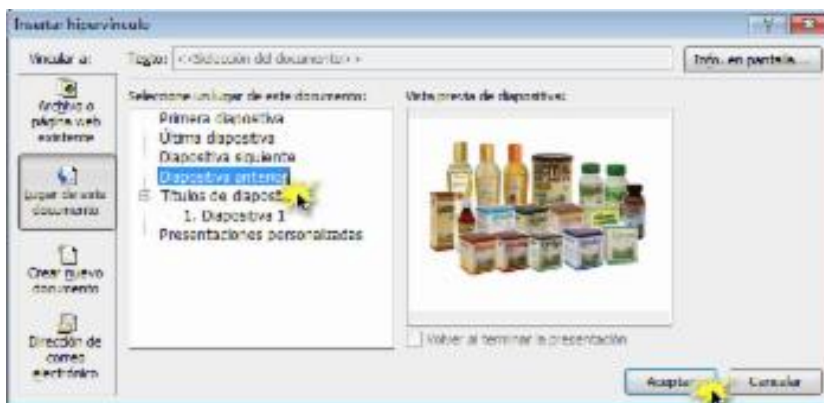 Insertar hipervínculo
Vincular a:
Texto: <<Selección del documento>>
Info. en pantalla...
Archivo o
página web
existente
Lugar de este
documento
Crear nuevo
documento
Dirección de
correo
electrónico
Seleccione un lugar de este documento:
Primera diapositiva
Última diapositiva
Diapositiva siguiente
Diapositiva anterior
Títulos de diaposit
1. Diapositiva 1
Presentaciones personalizadas
Vista previa de diapositiva:
Volver al terminar la presentación
Aceptar
Cancelar